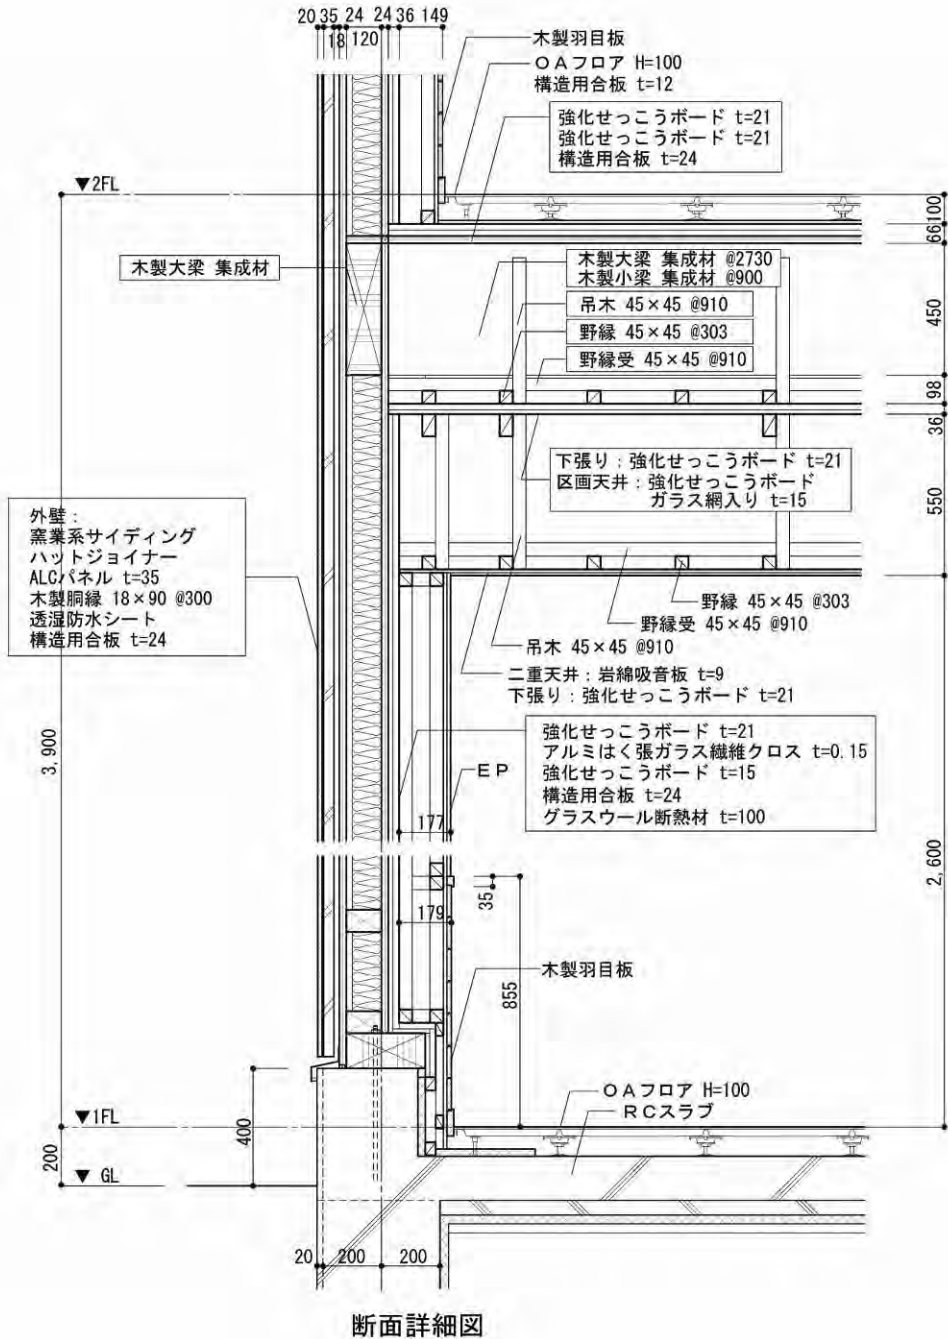 20 35 24 24 36 149
18 120
木製羽目板
OAフロア H=100
構造用合板 t=12
強化せっこうボード t=21
強化せっこうボード t=21
構造用合板 t=24
▼2FL
100
66
木製大梁 集成材
木製大梁 集成材 @2730
木製小梁 集成材 @900
吊木 45×45 @910
野縁 45×45 @303
野縁受 45×45 @910
450
98
36
下張り:強化せっこうボード t=21
区画天井:強化せっこうボード
ガラス網入り t=15
550
外壁:
窯業系サイディング
ハットジョイナー
ALCパネル t=35
木製胴縁 18×90 @300
透湿防水シート
構造用合板 t=24
野縁 45×45 @303
野縁受 45×45 @910
吊木 45×45 @910
二重天井:岩綿吸音板 t=9
下張り:強化せっこうボード t=21
3,900
強化せっこうボード t=21
アルミはく張ガラス繊維クロス t=0.15
強化せっこうボード t=15
構造用合板 t=24
グラスウール断熱材 t=100
EP
177
2,600
35
179
木製羽目板
855
OAフロア H=100
RCスラブ
▼1FL
400
200
▼ GL
20 200 200
断面詳細図